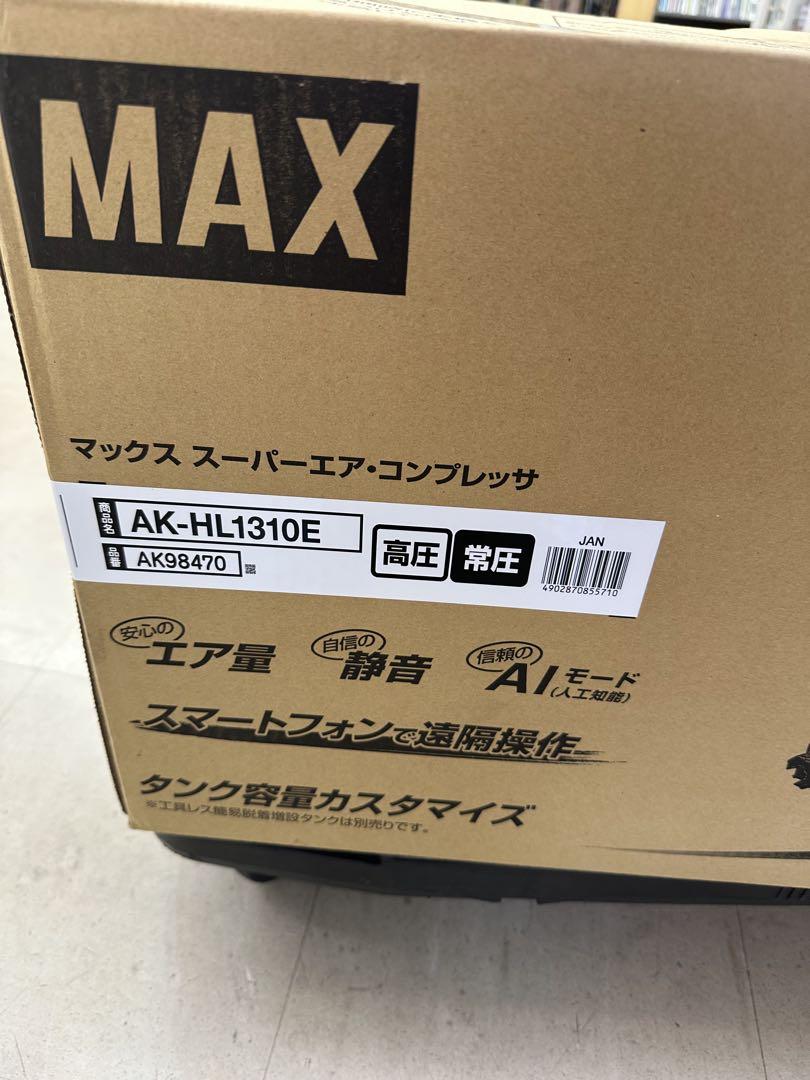 MAX
マックス スーパーエア・コンプレッサ
商品名 AK-HL1310E
品番 AK98470
高圧 常圧
JAN
4902870855710
安心の エア量 自信の 静音 信頼の AIモード (人工知能)
スマートフォンで遠隔操作
タンク容量カスタマイズ
※工具レス簡易脱着増設タンクは別売りです。